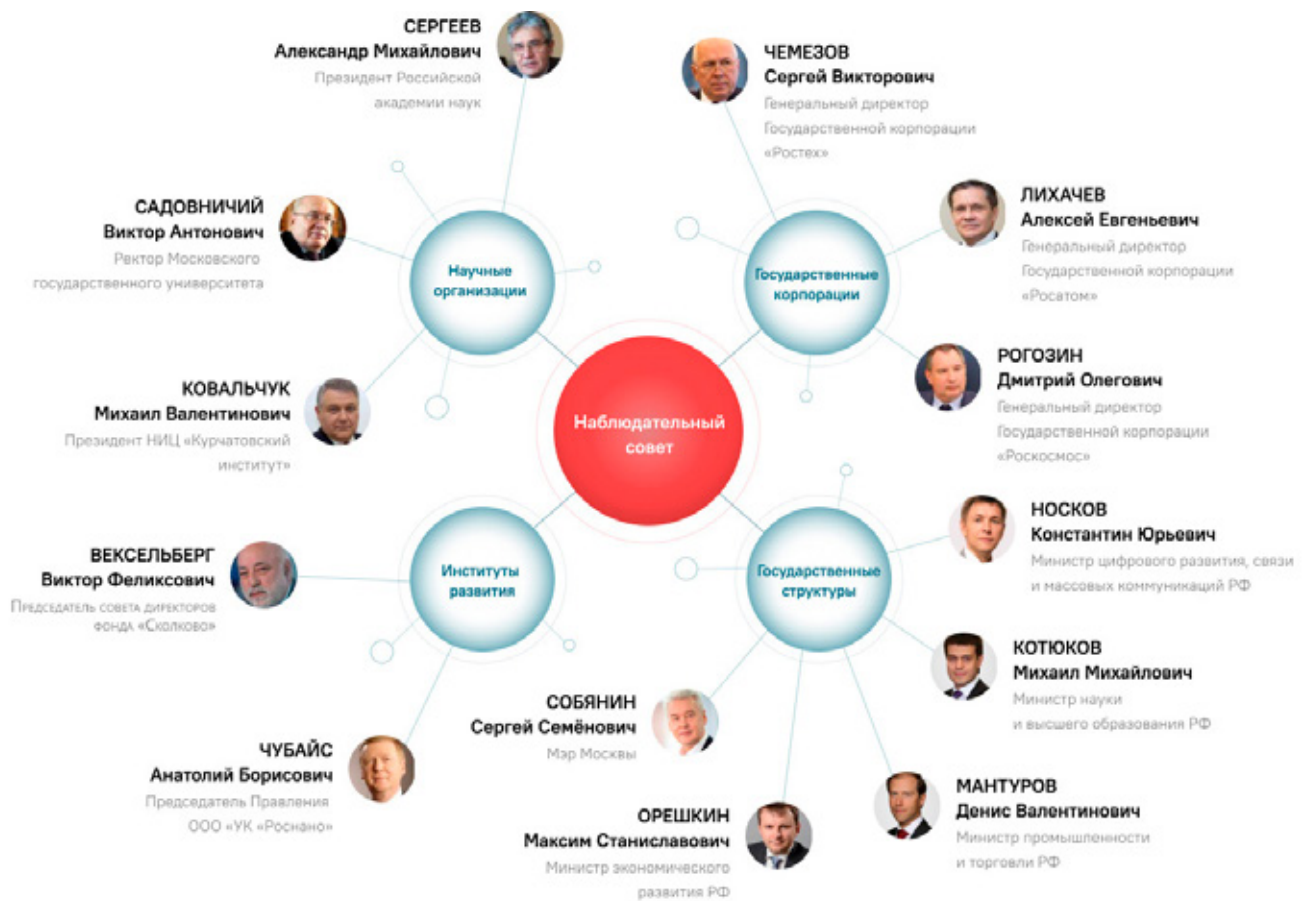 СЕРГЕЕВ
Александр Михайлович
Президент Российской
академии наук
ЧЕМЕЗОВ
Сергей Викторович
Генеральный директор
Государственной корпорации
«Ростех»
САДОВНИЧИЙ
Виктор Антонович
Ректор Московского
государственного университета
ЛИХАЧЕВ
Алексей Евгеньевич
Генеральный директор
Государственной корпорации
«Росатом»
Научные
организации
Государственные
корпорации
КОВАЛЬЧУК
Михаил Валентинович
Президент НИЦ «Курчатовский
институт»
РОГОЗИН
Дмитрий Олегович
Генеральный директор
Государственной корпорации
«Роскосмос»
Наблюдательный
совет
ВЕКСЕЛЬБЕРГ
Виктор Феликсович
Председатель совета директоров
фонда «Сколково»
Институты
развития
Государственные
структуры
НОСКОВ
Константин Юрьевич
Министр цифрового развития, связи
и массовых коммуникаций РФ
КОТЮКОВ
Михаил Михайлович
Министр науки
и высшего образования РФ
СОБЯНИН
Сергей Семёнович
Мэр Москвы
ЧУБАЙС
Анатолий Борисович
Председатель Правления
ООО «УК «Роснано»
ОРЕШКИН
Максим Станиславович
Министр экономического
развития РФ
МАНТУРОВ
Денис Валентинович
Министр промышленности
и торговли РФ